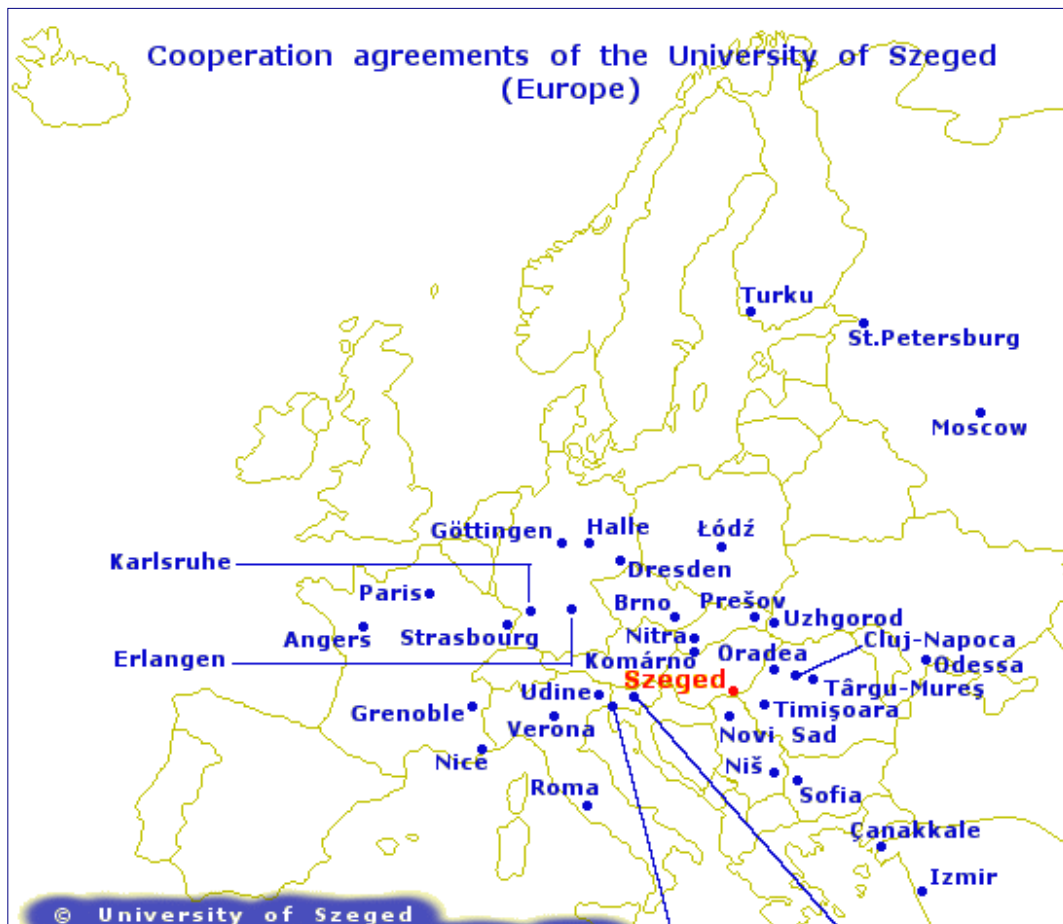 Cooperation agreements of the University of Szeged
(Europe)
Turku
St.Petersburg
Moscow
Göttingen
Halle
Łódź
Karlsruhe
Dresden
Paris
Brno
Prešov
Uzhgorod
Angers
Strasbourg
Nitra
Cluj-Napoca
Erlangen
Komárno
Oradea
Odessa
Szeged
Târgu-Mureş
Udine
Grenoble
Verona
Timişoara
Novi Sad
Nice
Niš
Roma
Sofia
Çanakkale
Izmir
© University of Szeged